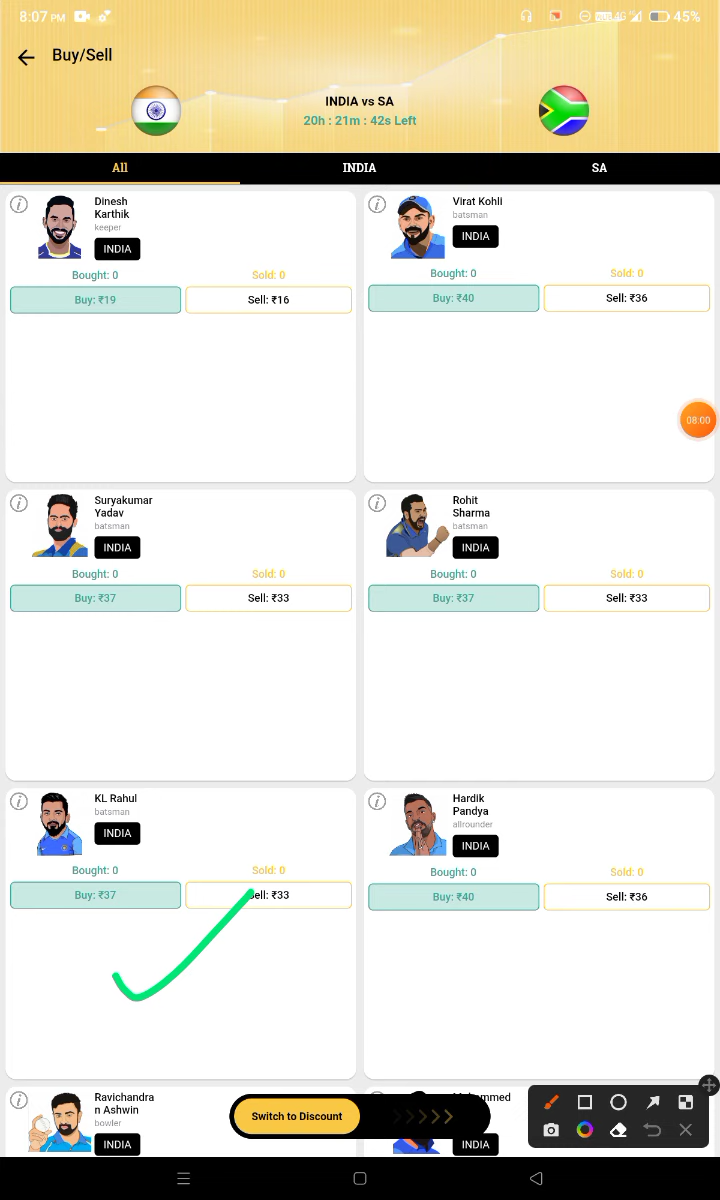 8:07 PM
4G
45%
Buy/Sell
INDIA vs SA
20h : 21m : 42s Left
All
INDIA
SA
Dinesh
Karthik
keeper
INDIA
Bought: 0
Sold: 0
Buy: ₹19
Sell: ₹16
Virat Kohli
batsman
INDIA
Bought: 0
Sold: 0
Buy: ₹40
Sell: ₹36
08:00
Suryakumar
Yadav
batsman
INDIA
Bought: 0
Sold: 0
Buy: ₹37
Sell: ₹33
Rohit
Sharma
batsman
INDIA
Bought: 0
Sold: 0
Buy: ₹37
Sell: ₹33
KL Rahul
batsman
INDIA
Bought: 0
Sold: 0
Buy: ₹37
Sell: ₹33
Hardik
Pandya
allrounder
INDIA
Bought: 0
Sold: 0
Buy: ₹40
Sell: ₹36
Ravichandra
n Ashwin
bowler
INDIA
INDIA
Switch to Discount